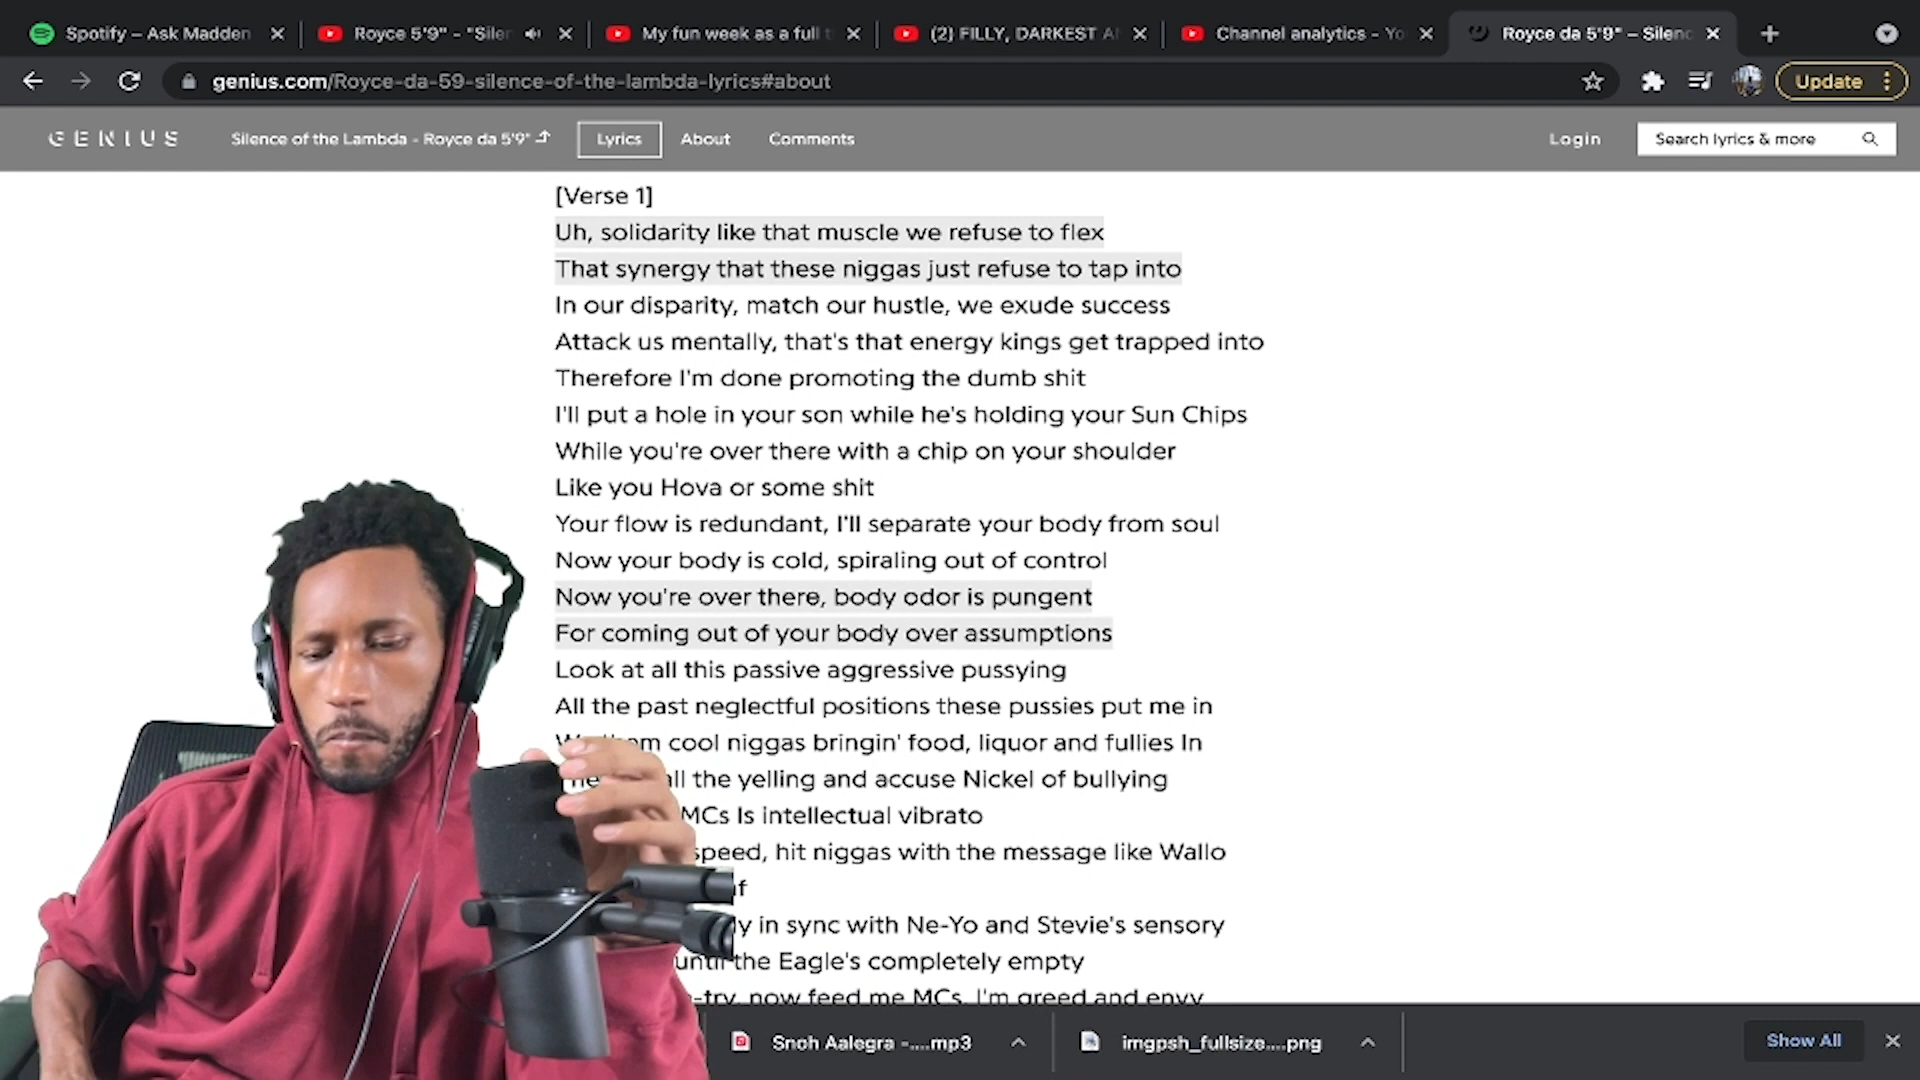 Spotify – Ask Madden
Royce 5'9" - "Siler
My fun week as a full t
(2) FILLY, DARKEST A
Channel analytics - Yo
Royce da 5'9" – Silenc
genius.com/Royce-da-59-silence-of-the-lambda-lyrics#about
Update
GENIUS
Silence of the Lambda - Royce da 5'9"
Lyrics
About
Comments
Login
Search lyrics & more
[Verse 1]
Uh, solidarity like that muscle we refuse to flex
That synergy that these niggas just refuse to tap into
In our disparity, match our hustle, we exude success
Attack us mentally, that's that energy kings get trapped into
Therefore I'm done promoting the dumb shit
I'll put a hole in your son while he's holding your Sun Chips
While you're over there with a chip on your shoulder
Like you Hova or some shit
Your flow is redundant, I'll separate your body from soul
Now your body is cold, spiraling out of control
Now you're over there, body odor is pungent
For coming out of your body over assumptions
Look at all this passive aggressive pussying
All the past neglectful positions these pussies put me in
cool niggas bringin' food, liquor and fullies In
all the yelling and accuse Nickel of bullying
MCs Is intellectual vibrato
speed, hit niggas with the message like Wallo
in sync with Ne-Yo and Stevie's sensory
until the Eagle's completely empty
-try, now feed me MCs, I'm greed and envy
Snoh Aalegra -....mp3
imgpsh_fullsize....png
Show All